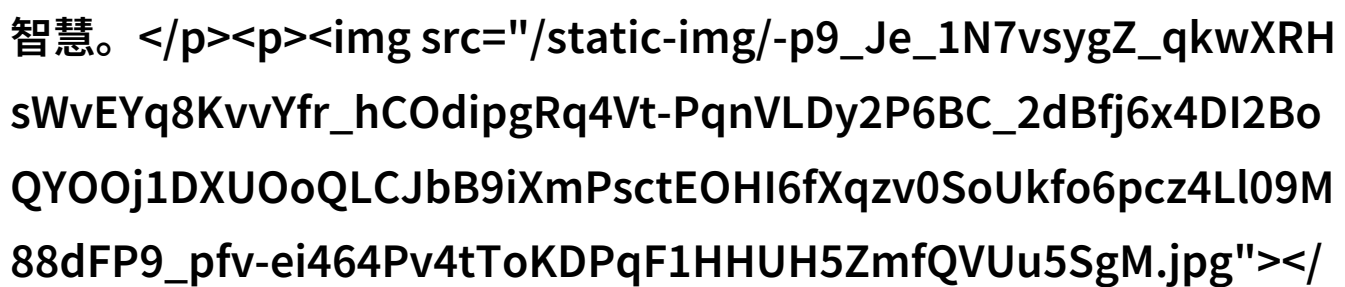 智慧。</p><p><img src="/static-img/-p9_Je_1N7vsygZ_qkwXRH
sWvEYq8KvvYfr_hCOdipgRq4Vt-PqnVLDy2P6BC_2dBfj6x4DI2Bo
QYOOj1DXUOoQLCJbB9iXmPsctEOHI6fXqzv0SoUkfo6pcz4Ll09M
88dFP9_pfv-ei464Pv4tToKDPqF1HHUH5ZmfQVUu5SgM.jpg"></